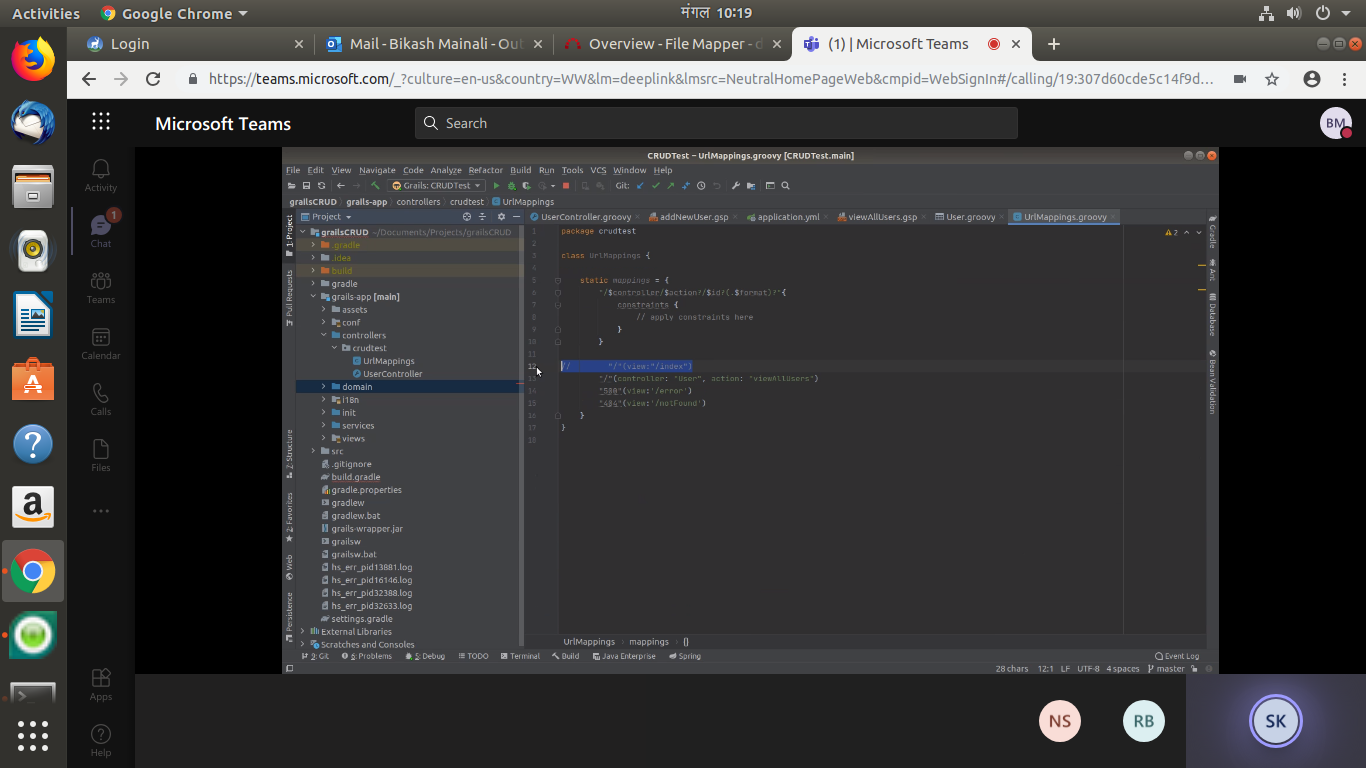 Activities
Google Chrome
मंगल 10:19
Login
Mail - Bikash Mainali - Out
Overview - File Mapper - d
(1) | Microsoft Teams
https://teams.microsoft.com/_?culture=en-us&country=WW&lm=deeplink&lmsrc=NeutralHomePageWeb&cmpid=WebSignIn#/calling/19:307d60cde5c14f9d...
Microsoft Teams
Search
BM
Activity
1
Chat
Teams
Calendar
Calls
Files
Apps
Help
CRUDTest – UrlMappings.groovy [CRUDTest.main]
File Edit View Navigate Code Analyze Refactor Build Run Tools VCS Window Help
Grails: CRUDTest
Git:
grailsCRUD grails-app controllers crudtest UrlMappings
Project
UserController.groovy addNewUser.gsp application.yml viewAllUsers.gsp User.groovy UrlMappings.groovy
1: Project
Pull Requests
Z: Structure
2: Favorites
Web
Persistence
grailsCRUD ~/Documents/Projects/grailsCRUD
.gradle
.idea
build
gradle
grails-app [main]
assets
conf
controllers
crudtest
UrlMappings
UserController
domain
i18n
init
services
views
src
.gitignore
build.gradle
gradle.properties
gradlew
gradlew.bat
grails-wrapper.jar
grailsw
grailsw.bat
hs_err_pid13881.log
hs_err_pid16146.log
hs_err_pid32388.log
hs_err_pid32633.log
settings.gradle
External Libraries
Scratches and Consoles
1 package crudtest
2
3 class UrlMappings {
4
5 static mappings = {
6 "/$controller/$action?/$id?(.$format)?"{
7 constraints {
8 // apply constraints here
9 }
10 }
11
12 // "/"(view:"/index")
13 "/"(controller: "User", action: "viewAllUsers")
14 "500"(view:'/error')
15 "404"(view:'/notFound')
16 }
17 }
18
2
Gradle
Ant
Database
Bean Validation
UrlMappings mappings {}
9: Git 6: Problems 5: Debug TODO Terminal Build Java Enterprise Spring
Event Log
28 chars 12:1 LF UTF-8 4 spaces master
NS
RB
SK